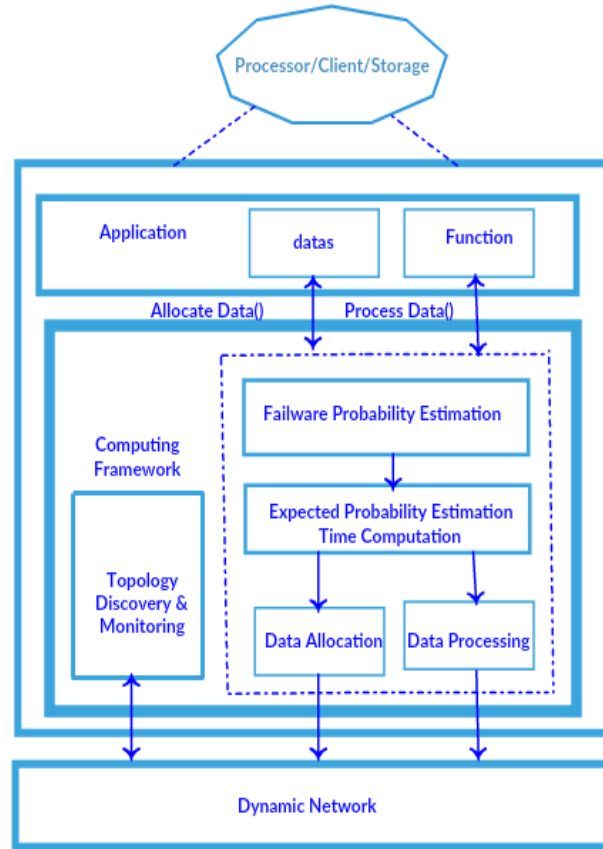 Processor/Client/Storage
Application
datas
Function
Allocate Data()
Process Data()
Failware Probability Estimation
Computing
Framework
Expected Probability Estimation
Time Computation
Topology
Discovery &
Monitoring
Data Allocation
Data Processing
Dynamic Network